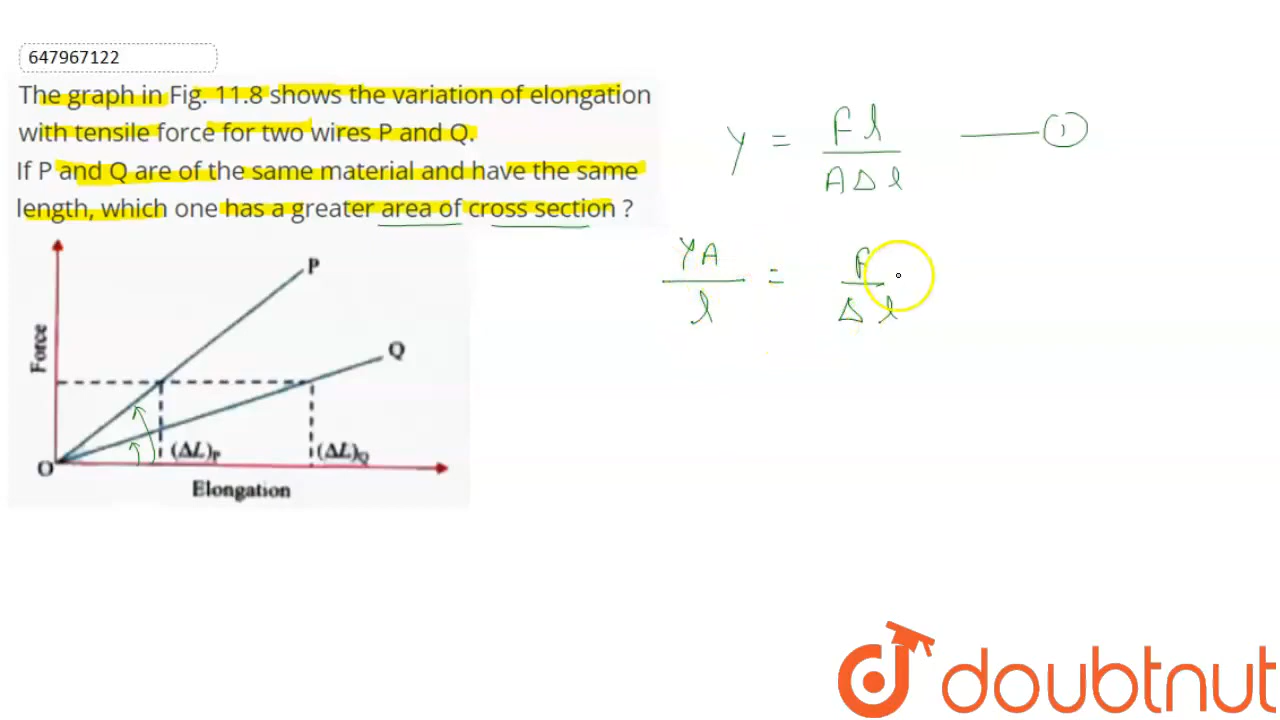 647967122
The graph in Fig. 11.8 shows the variation of elongation
with tensile force for two wires P and Q.
If P and Q are of the same material and have the same
length, which one has a greater area of cross section ?
Y = Fl / AΔl ——— ①
YA / l = F / Δl
P
Q
Force
O
(ΔL)P
(ΔL)Q
Elongation
doubtnut